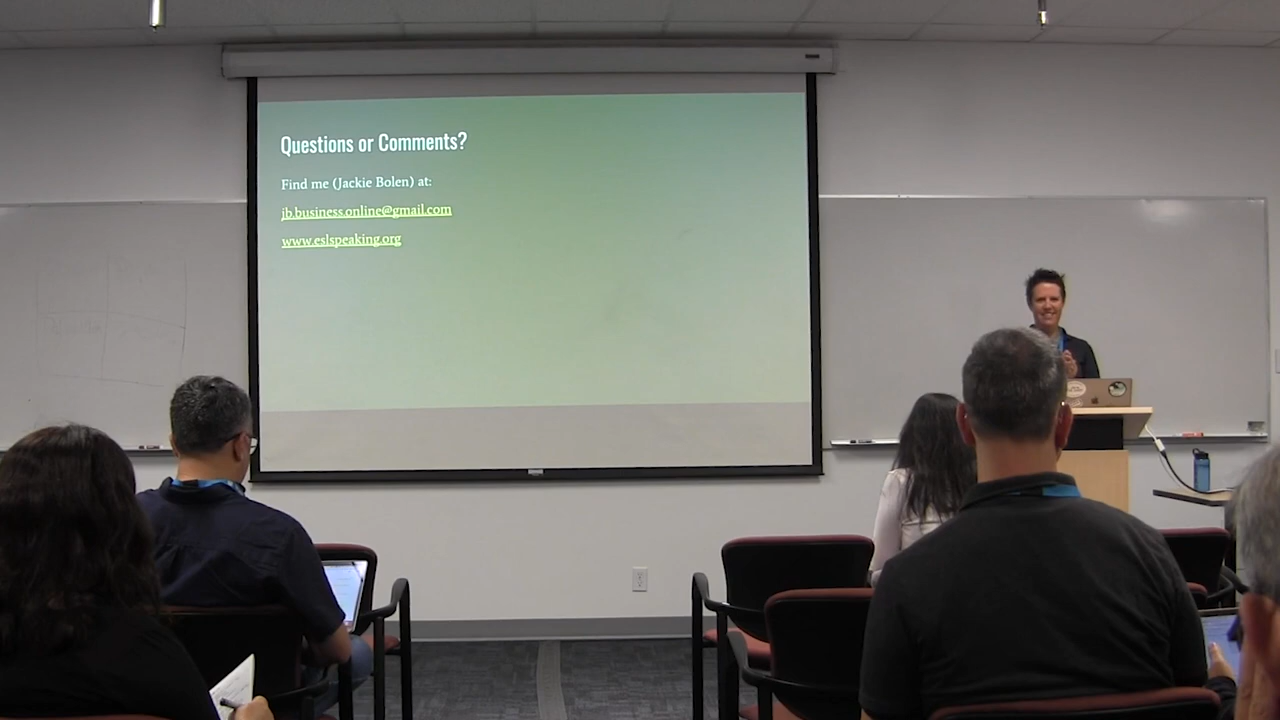 Questions or Comments?
Find me (Jackie Bolen) at:
jb.business.online@gmail.com
www.eslspeaking.org